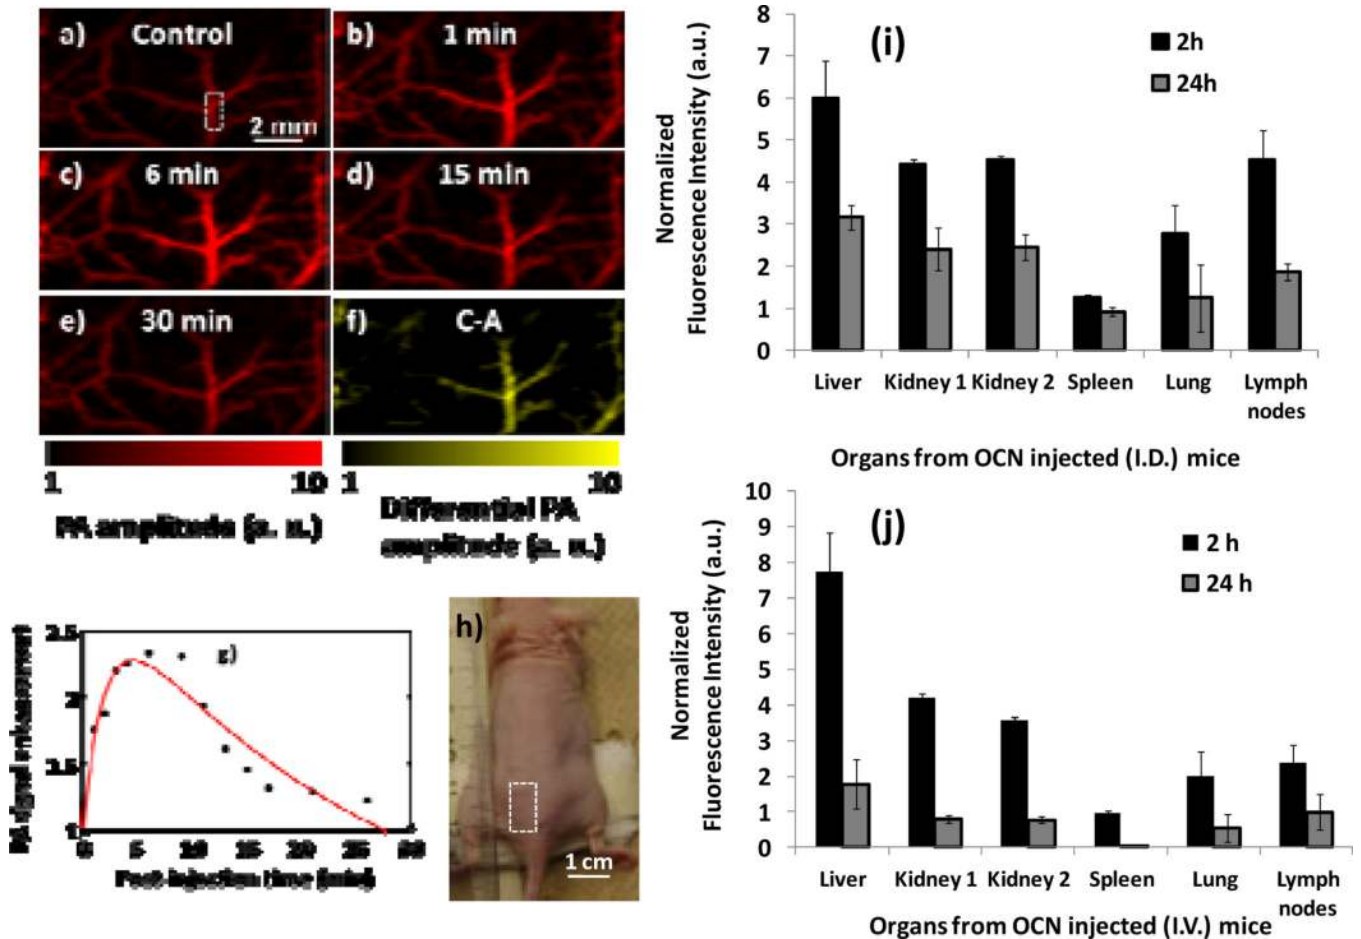 a) Control
2 mm
b) 1 min
c) 6 min
d) 15 min
e) 30 min
f) C-A
1 10
PA amplitude (a. u.)
1 10
Differential PA
amplitude (a. u.)
PA signal enhancement
2.5
2
1.5
1
g)
0 5 10 15 20 25 30
Post-injection time (min)
h)
1 cm
(i)
2h
24h
Normalized
Fluorescence Intensity (a.u.)
8
7
6
5
4
3
2
1
0
Liver Kidney 1 Kidney 2 Spleen Lung Lymph
nodes
Organs from OCN injected (I.D.) mice
(j)
2 h
24 h
Normalized
Fluorescence Intensity (a.u.)
10
9
8
7
6
5
4
3
2
1
0
Liver Kidney 1 Kidney 2 Spleen Lung Lymph
nodes
Organs from OCN injected (I.V.) mice